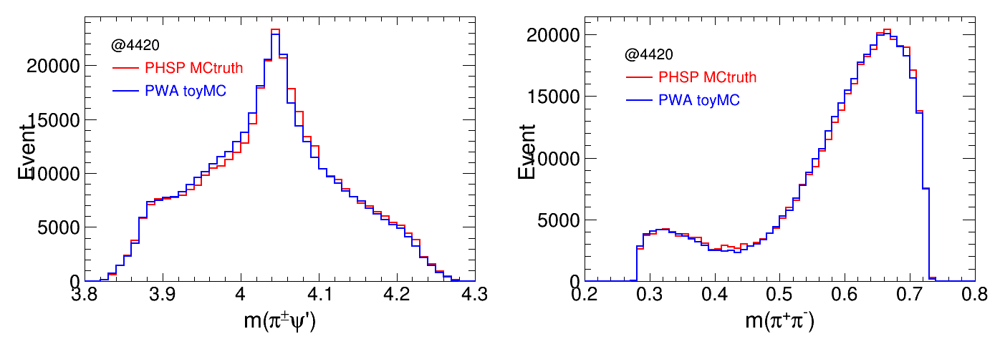 @4420
PHSP MCtruth
PWA toyMC
Event
20000
15000
10000
5000
0
3.8 3.9 4 4.1 4.2 4.3
m(π±ψ')
@4420
PHSP MCtruth
PWA toyMC
Event
20000
15000
10000
5000
0
0.2 0.3 0.4 0.5 0.6 0.7 0.8
m(π⁺π⁻)